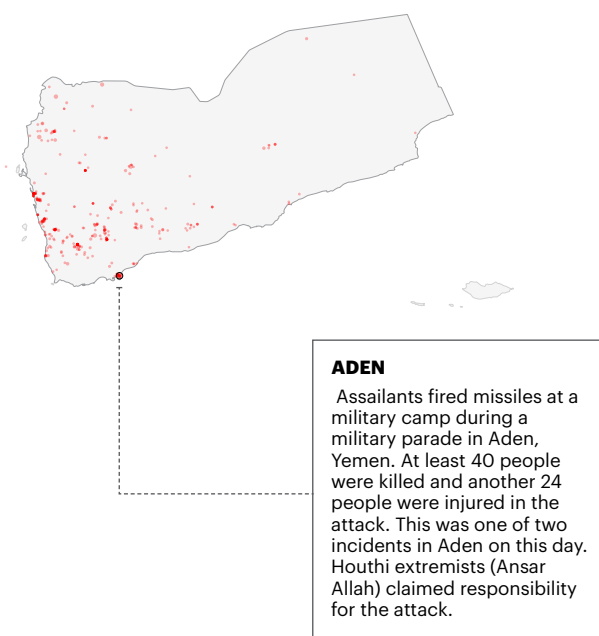 ADEN
Assailants fired missiles at a
military camp during a
military parade in Aden,
Yemen. At least 40 people
were killed and another 24
people were injured in the
attack. This was one of two
incidents in Aden on this day.
Houthi extremists (Ansar
Allah) claimed responsibility
for the attack.